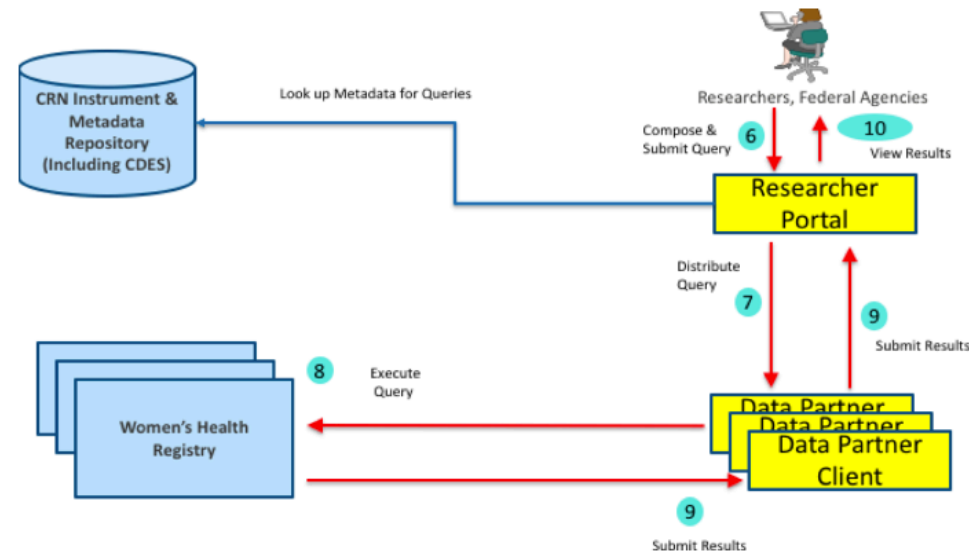 CRN Instrument &
Metadata
Repository
(Including CDES)
Look up Metadata for Queries
Researchers, Federal Agencies
Compose &
Submit Query
6
10
View Results
Researcher
Portal
Distribute
Query
7
9
Submit Results
8
Execute
Query
Women's Health
Registry
Data Partner
Data Partner
Data Partner
Client
9
Submit Results